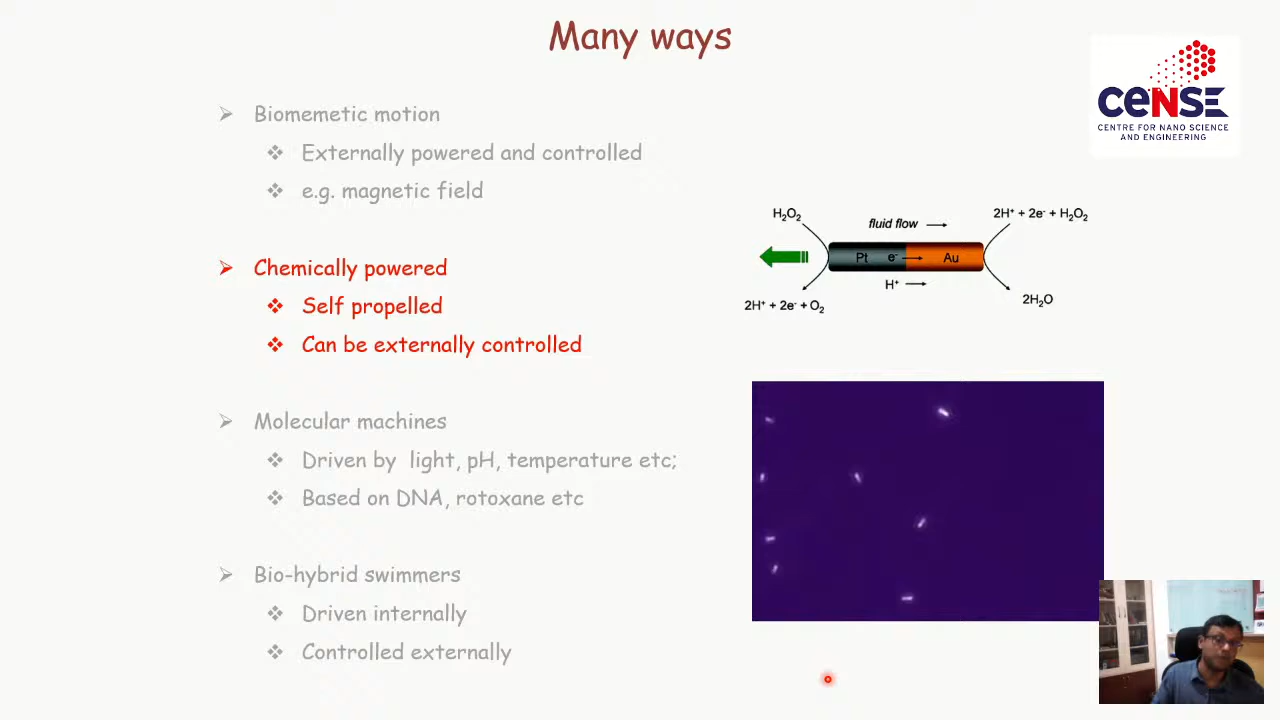 Many ways
CENSE
CENTRE FOR NANO SCIENCE
AND ENGINEERING
➢ Biomemetic motion
❖ Externally powered and controlled
❖ e.g. magnetic field
➢ Chemically powered
❖ Self propelled
❖ Can be externally controlled
➢ Molecular machines
❖ Driven by light, pH, temperature etc;
❖ Based on DNA, rotoxane etc
➢ Bio-hybrid swimmers
❖ Driven internally
❖ Controlled externally
H₂O₂
fluid flow →
2H⁺ + 2e⁻ + H₂O₂
Pt e⁻ → Au
H⁺ →
2H⁺ + 2e⁻ + O₂
2H₂O